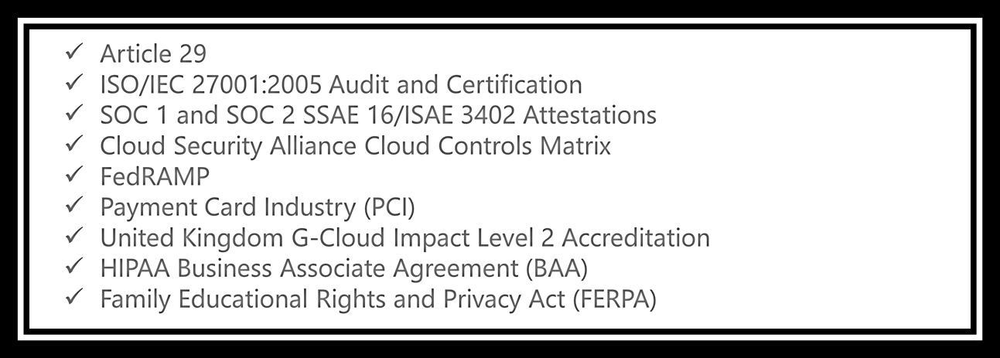 ✓ Article 29
✓ ISO/IEC 27001:2005 Audit and Certification
✓ SOC 1 and SOC 2 SSAE 16/ISAE 3402 Attestations
✓ Cloud Security Alliance Cloud Controls Matrix
✓ FedRAMP
✓ Payment Card Industry (PCI)
✓ United Kingdom G-Cloud Impact Level 2 Accreditation
✓ HIPAA Business Associate Agreement (BAA)
✓ Family Educational Rights and Privacy Act (FERPA)